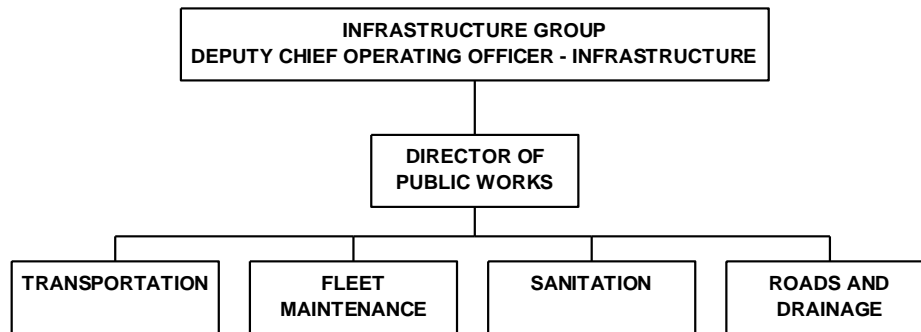 INFRASTRUCTURE GROUP
DEPUTY CHIEF OPERATING OFFICER - INFRASTRUCTURE
DIRECTOR OF
PUBLIC WORKS
TRANSPORTATION
FLEET
MAINTENANCE
SANITATION
ROADS AND
DRAINAGE